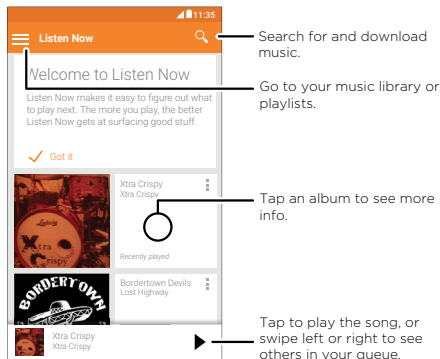 11:35
Listen Now
Search for and download
music.
Go to your music library or
playlists.
Welcome to Listen Now
Listen Now makes it easy to figure out what
to play next. The more you play, the better
Listen Now gets at surfacing good stuff.
Got it
Ludwig
Xtra
Crispy
Xtra Crispy
Xtra Crispy
Recently played
Tap an album to see more
info.
BORDERTOWN
Bordertown Devils
Lost Highway
Xtra Crispy
Xtra Crispy
Tap to play the song, or
swipe left or right to see
others in your queue.